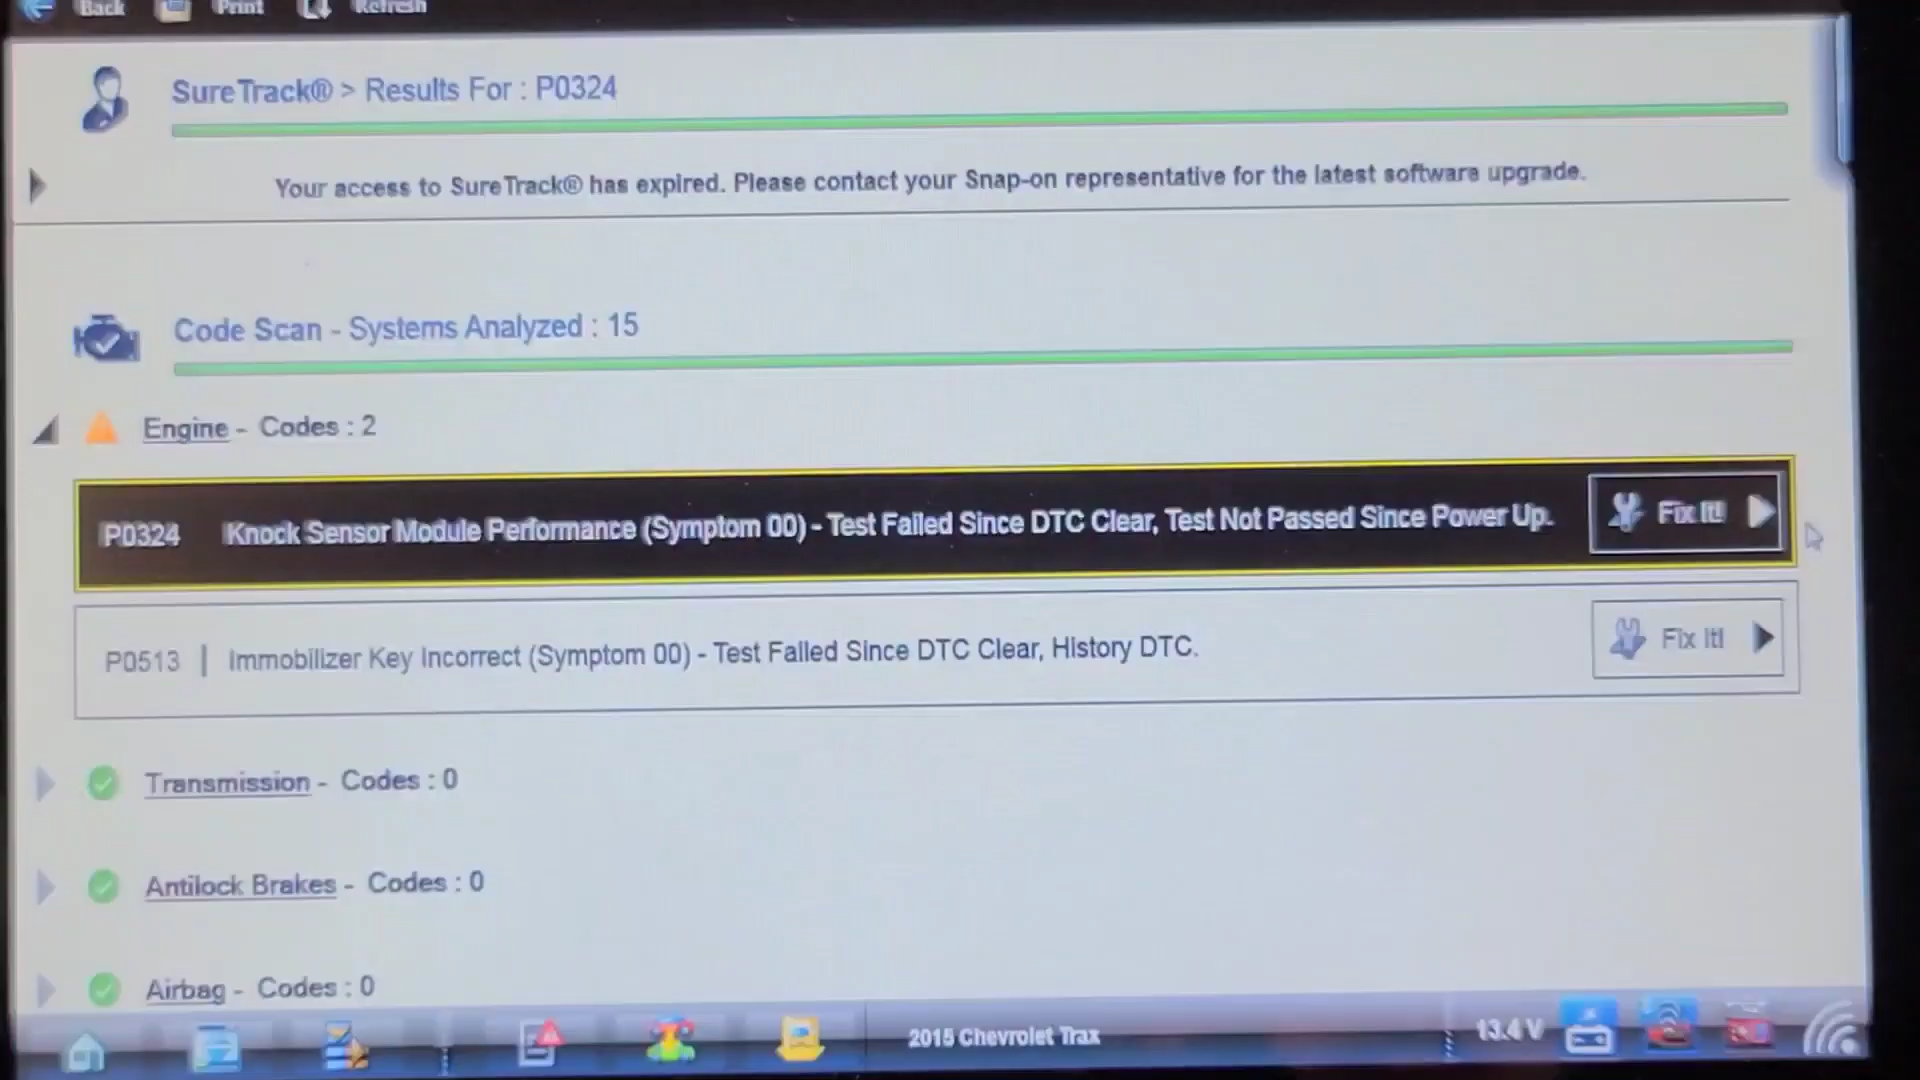 Back Print Refresh
SureTrack® > Results For : P0324
Your access to SureTrack® has expired. Please contact your Snap-on representative for the latest software upgrade.
Code Scan - Systems Analyzed : 15
Engine - Codes : 2
P0324 Knock Sensor Module Performance (Symptom 00) - Test Failed Since DTC Clear, Test Not Passed Since Power Up. Fix It!
P0513 | Immobilizer Key Incorrect (Symptom 00) - Test Failed Since DTC Clear, History DTC. Fix It!
Transmission - Codes : 0
Antilock Brakes - Codes : 0
Airbag - Codes : 0
2015 Chevrolet Trax 13.4 V